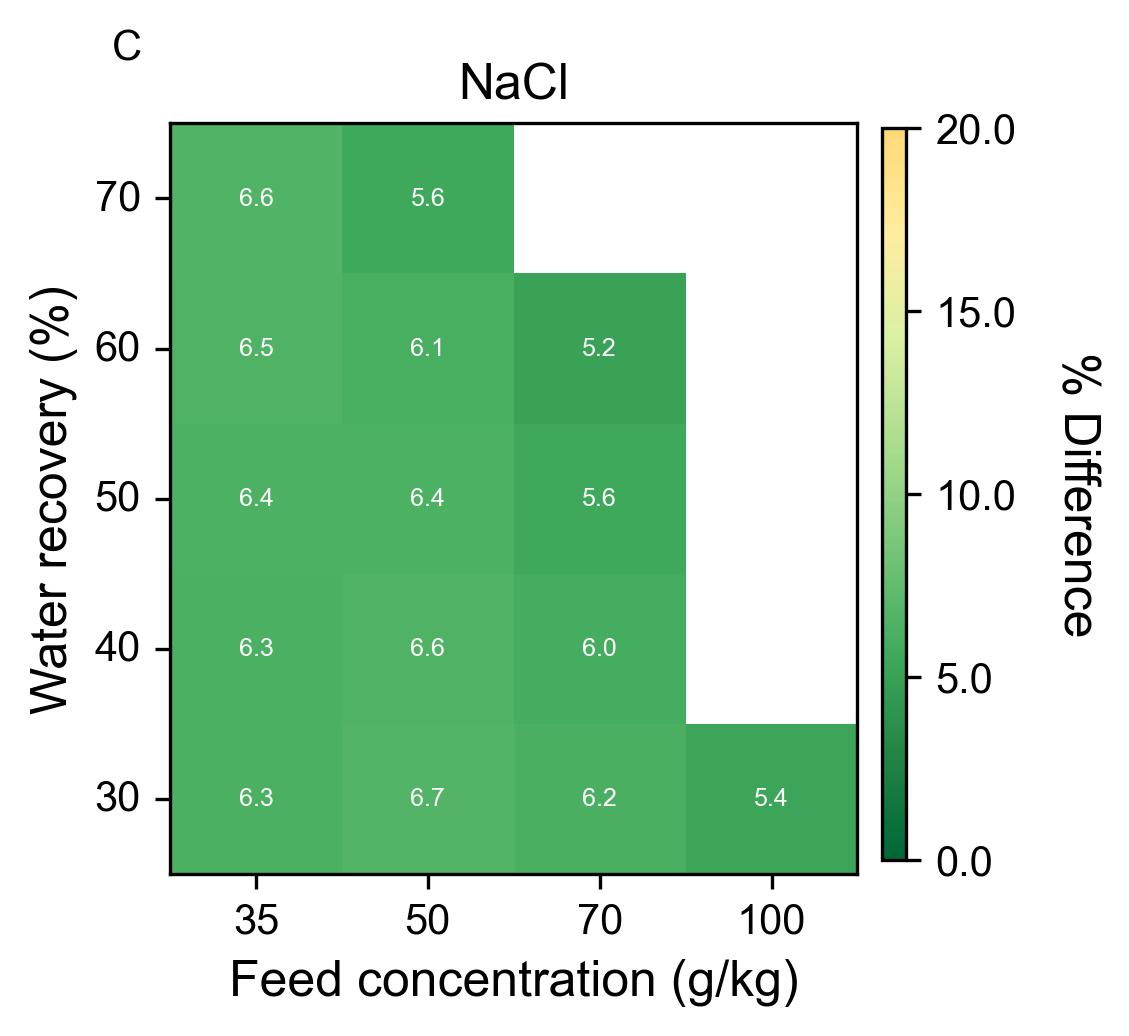 C
NaCl
Water recovery (%)
70
60
50
40
30
6.6 5.6
6.5 6.1 5.2
6.4 6.4 5.6
6.3 6.6 6.0
6.3 6.7 6.2 5.4
35 50 70 100
Feed concentration (g/kg)
20.0
15.0
10.0
5.0
0.0
% Difference